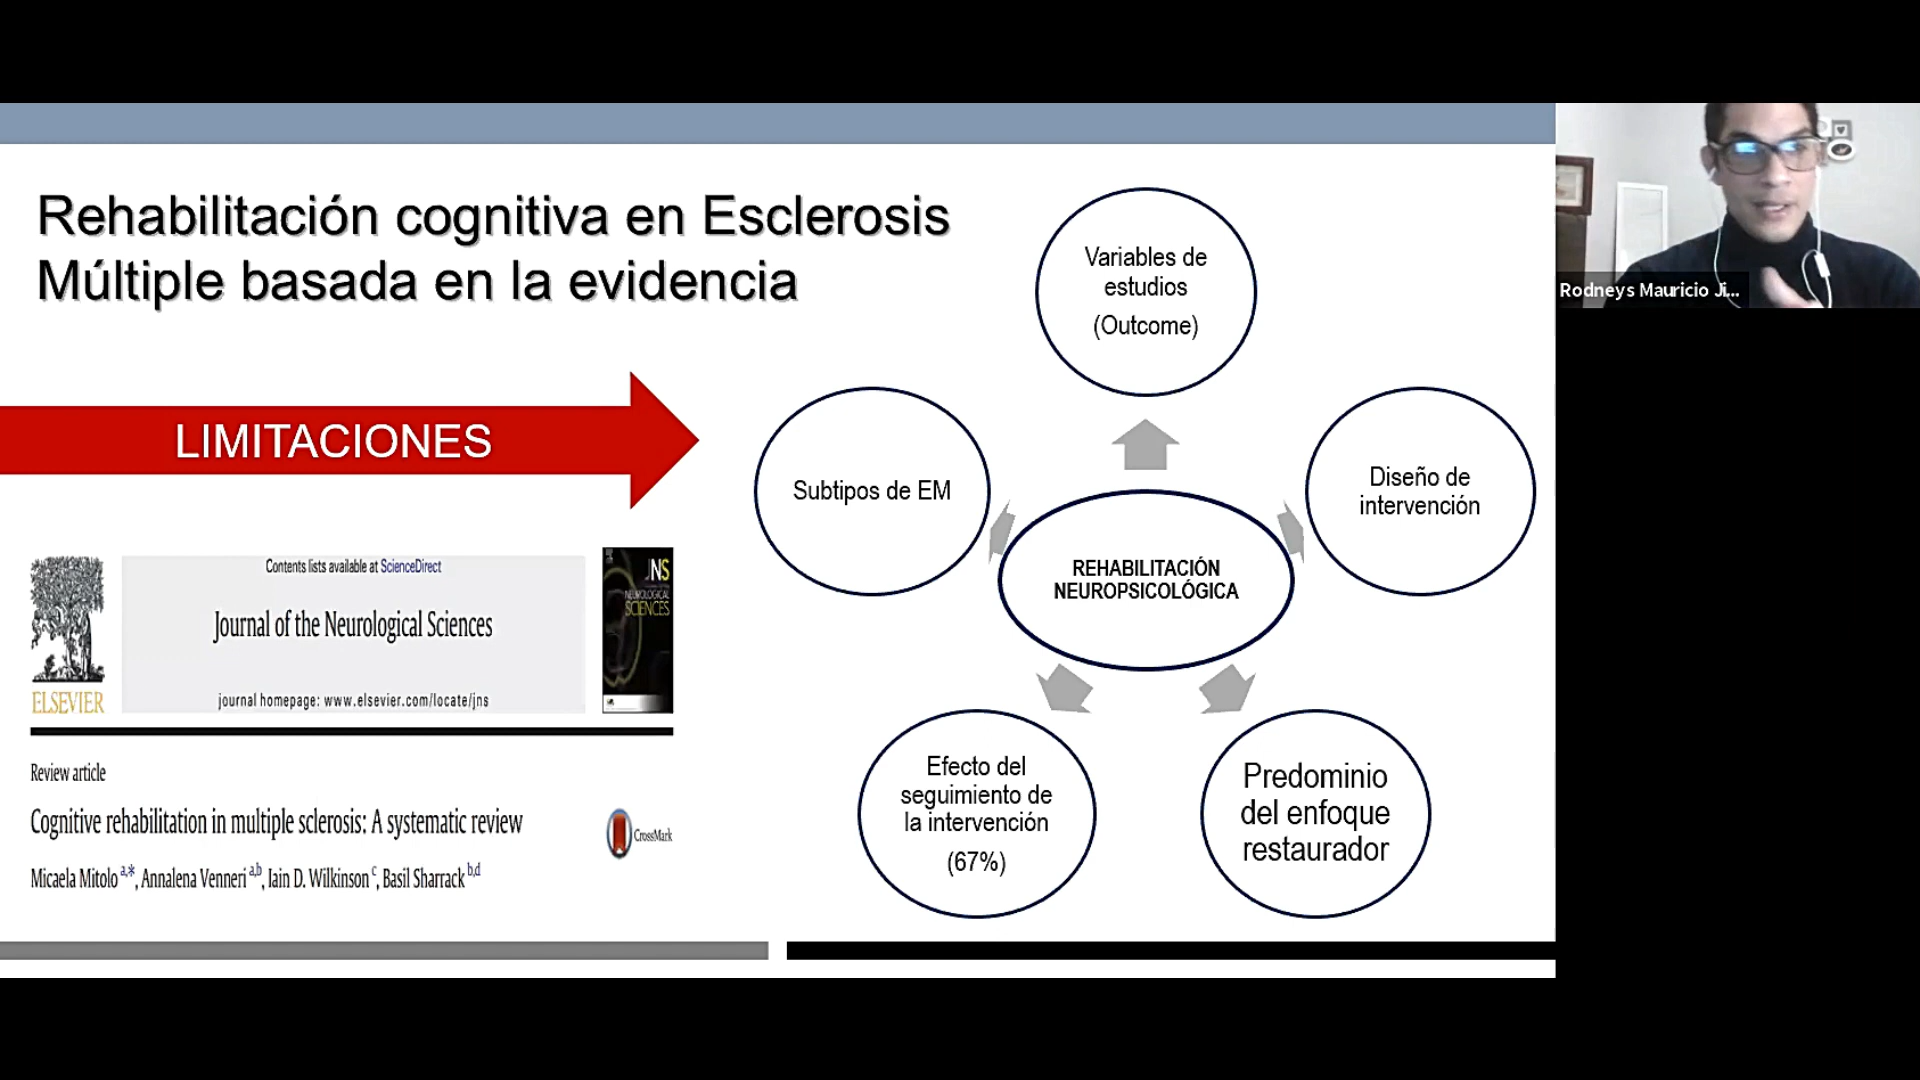 Rehabilitación cognitiva en Esclerosis
Múltiple basada en la evidencia
LIMITACIONES
Contents lists available at ScienceDirect
Journal of the Neurological Sciences
journal homepage: www.elsevier.com/locate/jns
ELSEVIER
JNS
NEUROLOGICAL
SCIENCES
Review article
Cognitive rehabilitation in multiple sclerosis: A systematic review
CrossMark
Micaela Mitolo a,*, Annalena Venneri a,b, Iain D. Wilkinson c, Basil Sharrack b,d
Variables de
estudios
(Outcome)
Subtipos de EM
Diseño de
intervención
REHABILITACIÓN
NEUROPSICOLÓGICA
Efecto del
seguimiento de
la intervención
(67%)
Predominio
del enfoque
restaurador
Rodneys Mauricio Ji...